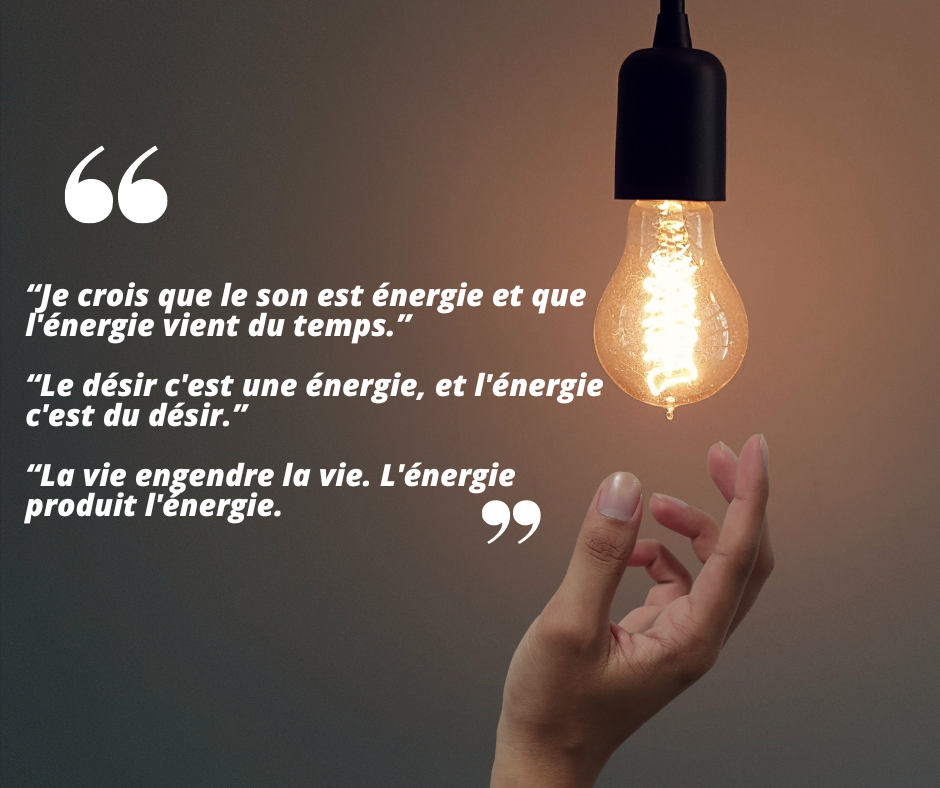 “Je crois que le son est énergie et que
l'énergie vient du temps.”
“Le désir c'est une énergie, et l'énergie
c'est du désir.”
“La vie engendre la vie. L'énergie
produit l'énergie.